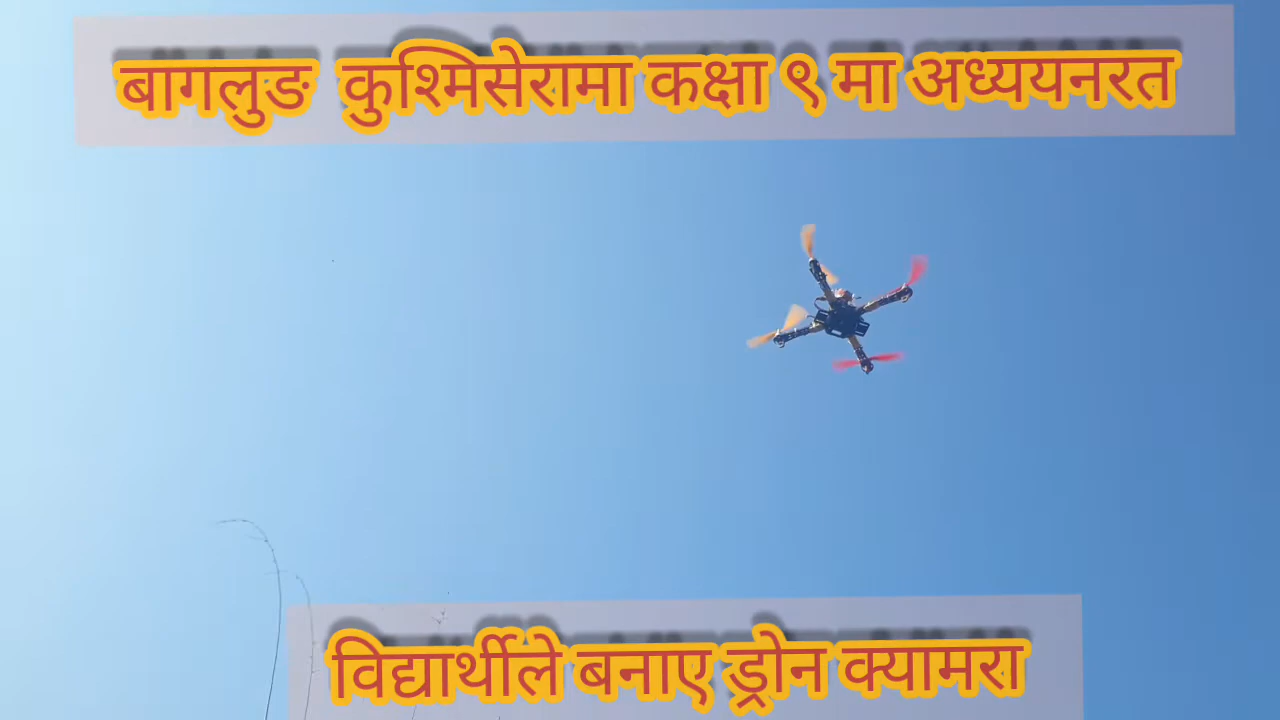 बागलुङ कुश्मिसेरामा कक्षा ९ मा अध्ययनरत
विद्यार्थीले बनाए ड्रोन क्यामरा